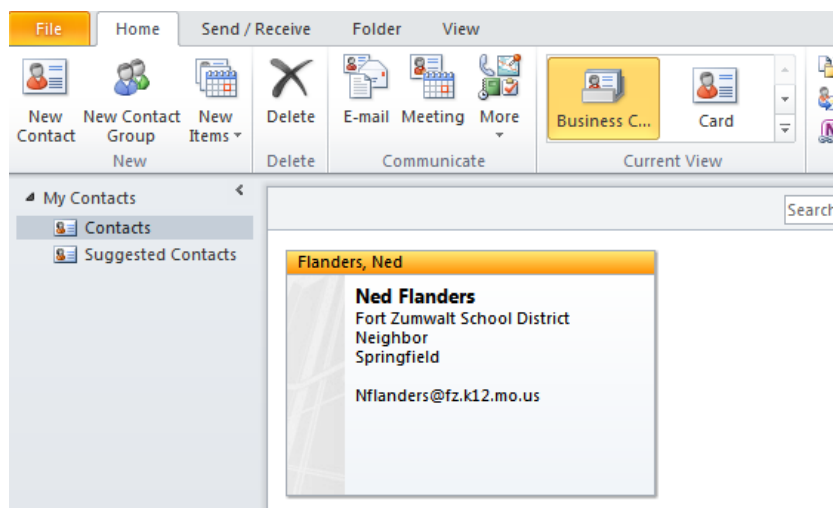 File Home Send / Receive Folder View
New Contact New Contact Group New Items Delete E-mail Meeting More Business C... Card
New Delete Communicate Current View
My Contacts
Contacts
Suggested Contacts
Search
Flanders, Ned
Ned Flanders
Fort Zumwalt School District
Neighbor
Springfield
Nflanders@fz.k12.mo.us